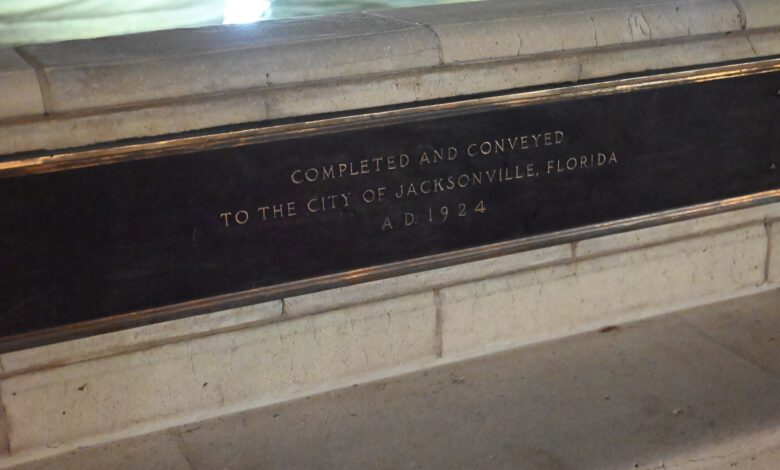 COMPLETED AND CONVEYED
TO THE CITY OF JACKSONVILLE, FLORIDA
A.D. 1924